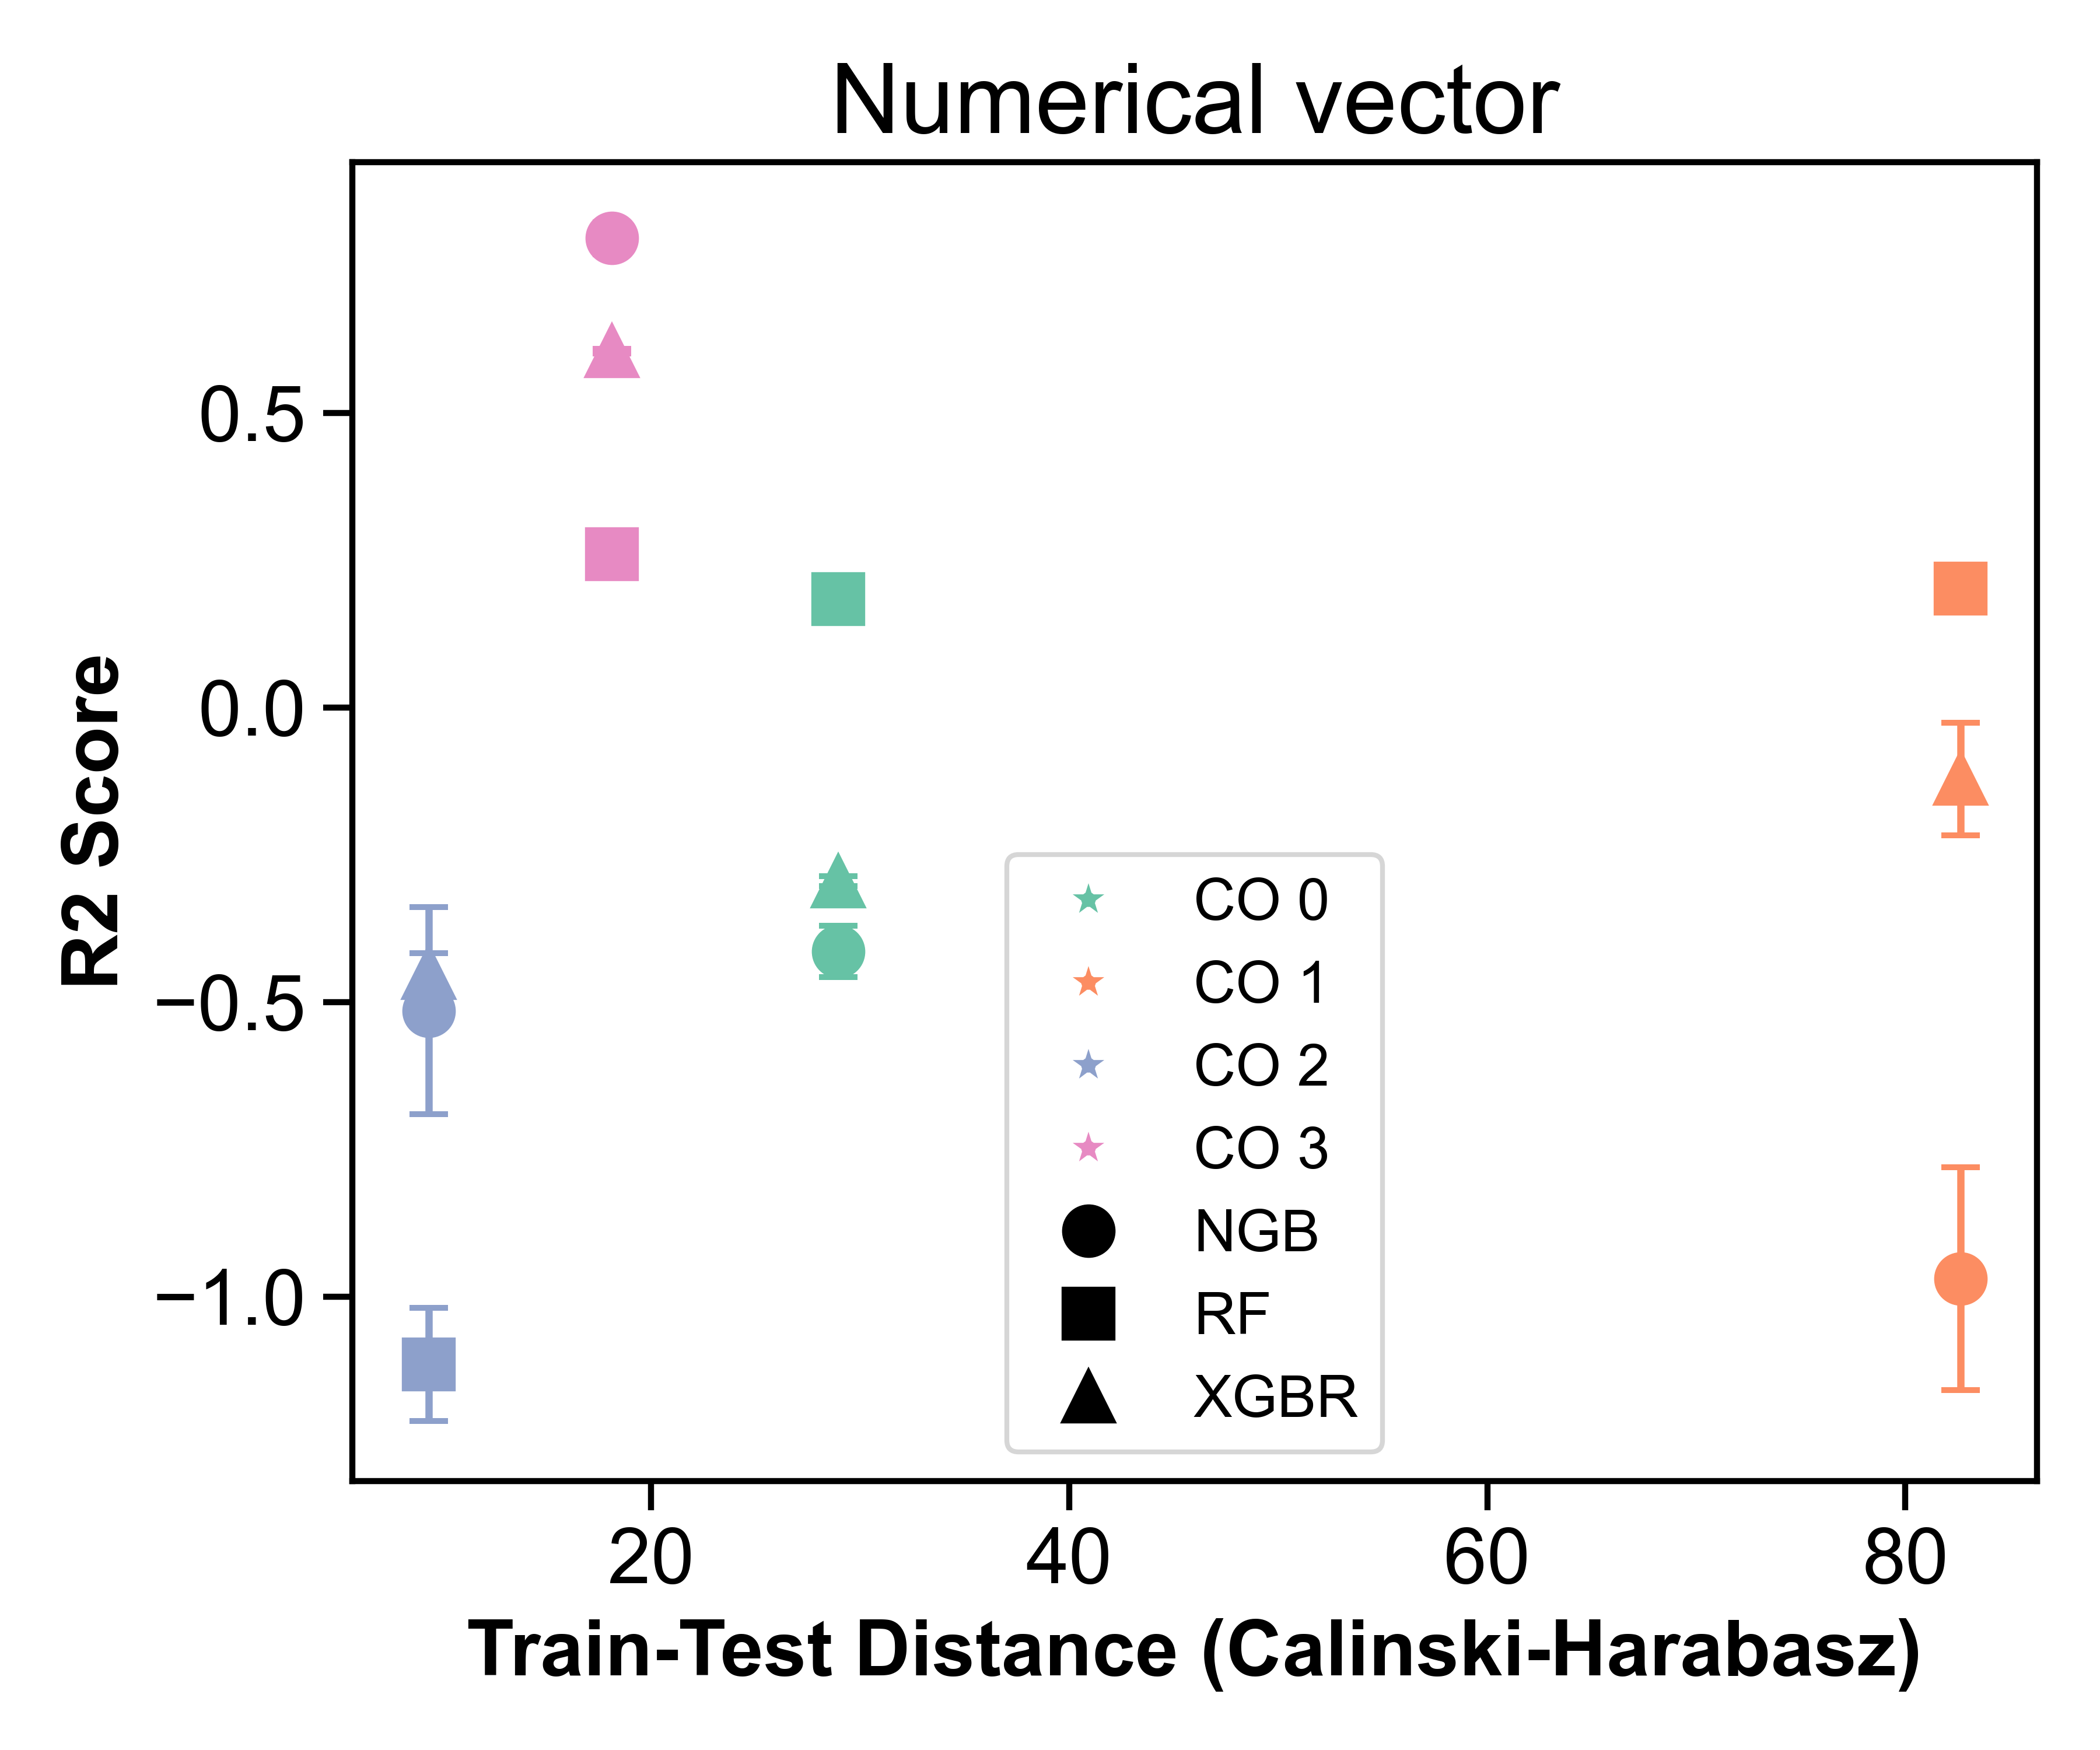 Numerical vector
R2 Score
0.5
0.0
−0.5
−1.0
CO 0
CO 1
CO 2
CO 3
NGB
RF
XGBR
20 40 60 80
Train-Test Distance (Calinski-Harabasz)